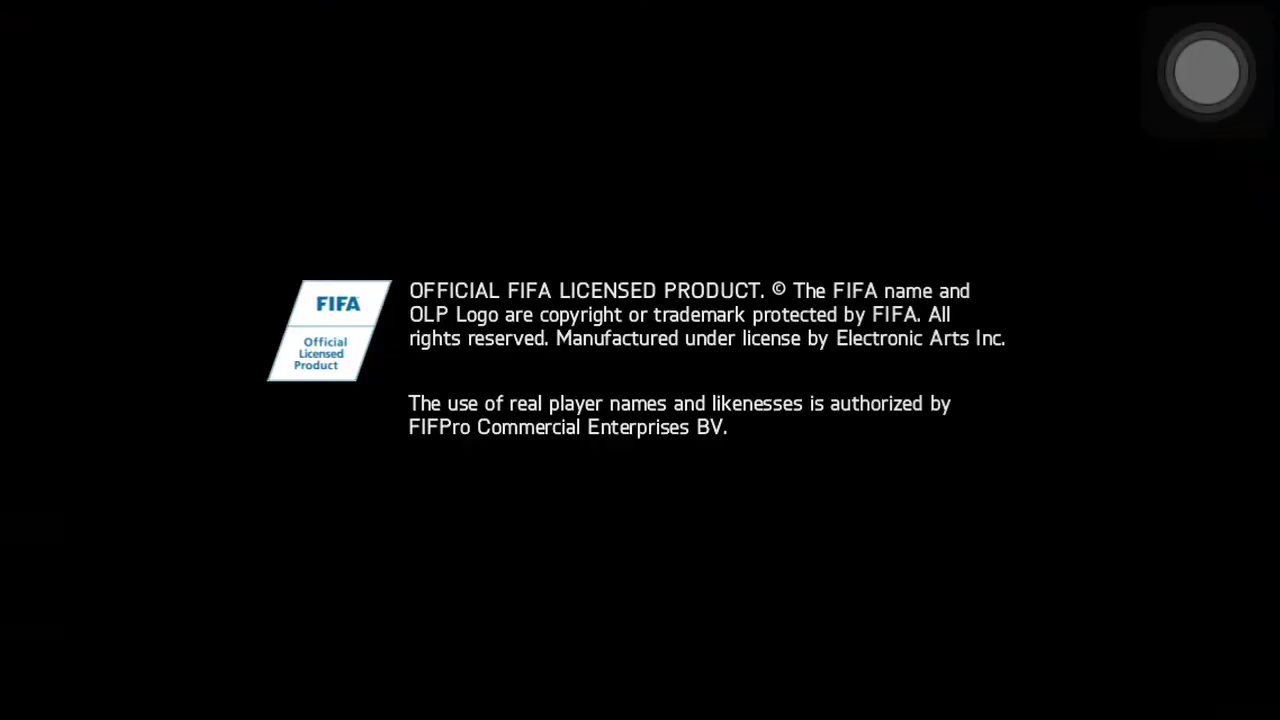 FIFA
Official
Licensed
Product
OFFICIAL FIFA LICENSED PRODUCT. © The FIFA name and
OLP Logo are copyright or trademark protected by FIFA. All
rights reserved. Manufactured under license by Electronic Arts Inc.
The use of real player names and likenesses is authorized by
FIFPro Commercial Enterprises BV.